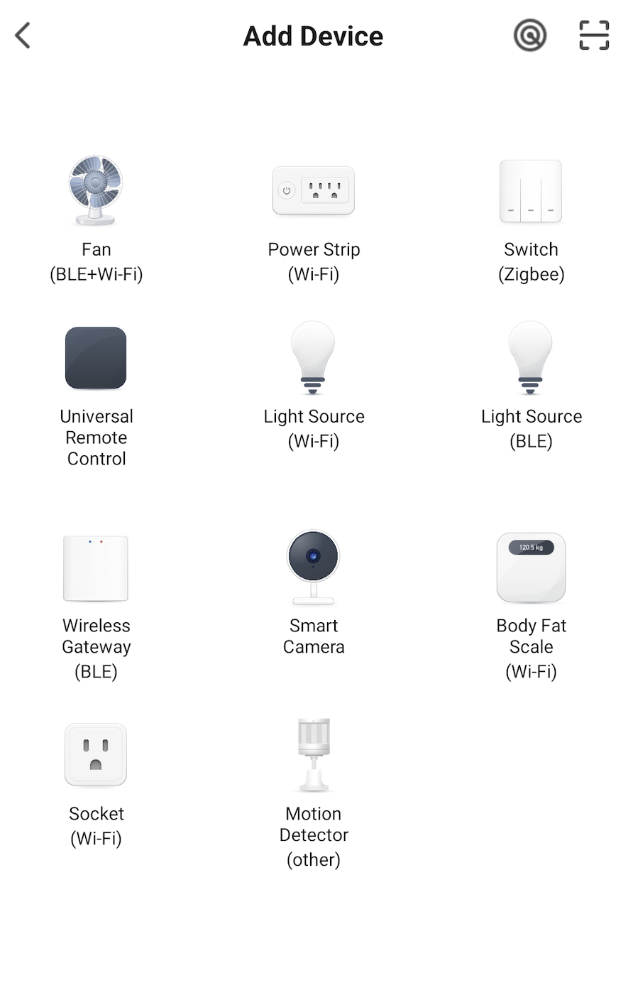 Add Device
Fan
(BLE+Wi-Fi)
Power Strip
(Wi-Fi)
Switch
(Zigbee)
Universal
Remote
Control
Light Source
(Wi-Fi)
Light Source
(BLE)
Wireless
Gateway
(BLE)
Smart
Camera
120.5 kg
Body Fat
Scale
(Wi-Fi)
Socket
(Wi-Fi)
Motion
Detector
(other)